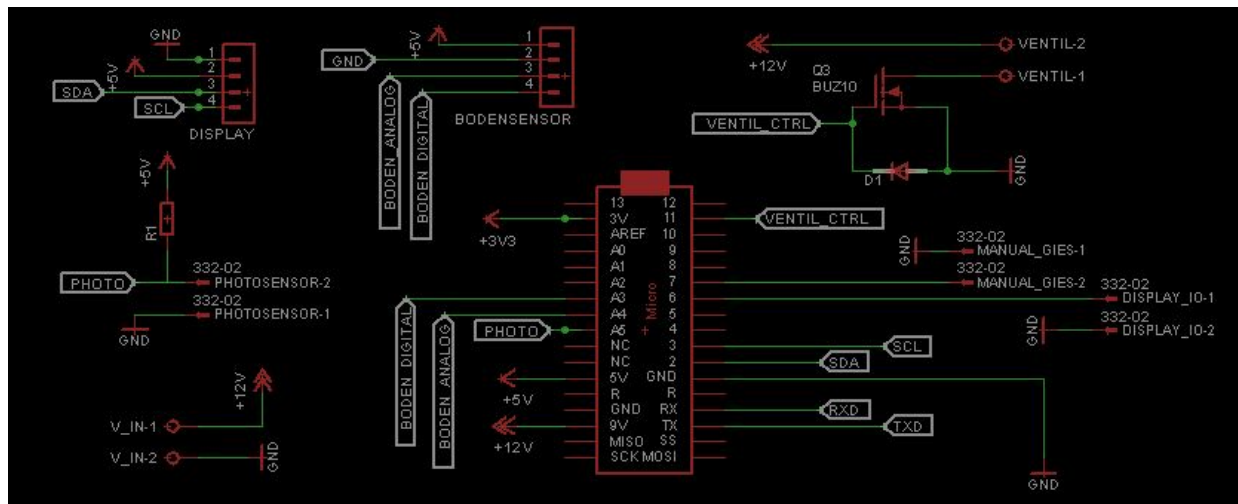 GND
1
2
3
4
+5V
SDA
SCL
DISPLAY
+5V
GND
1
2
3
4
BODENSENSOR
BODEN_ANALOG
BODEN DIGITAL
+12V
VENTIL-2
Q3
BUZ10
VENTIL-1
VENTIL_CTRL
D1
GND
+5V
R1
PHOTO
332-02
PHOTOSENSOR-2
332-02
PHOTOSENSOR-1
GND
+12V
V_IN-1
V_IN-2
GND
13 12
3V 11
AREF 10
A0 9
A1 8
A2 7
A3 6
A4 5
A5 4
NC 3
NC 2
5V GND
R R
GND RX
9V TX
MISO SS
SCK MOSI
Micro
+3V3
BODEN DIGITAL
BODEN_ANALOG
PHOTO
+5V
+12V
VENTIL_CTRL
GND
332-02
MANUAL_GIES-1
332-02
MANUAL_GIES-2
332-02
DISPLAY_IO-1
GND
332-02
DISPLAY_IO-2
SCL
SDA
RXD
TXD
GND